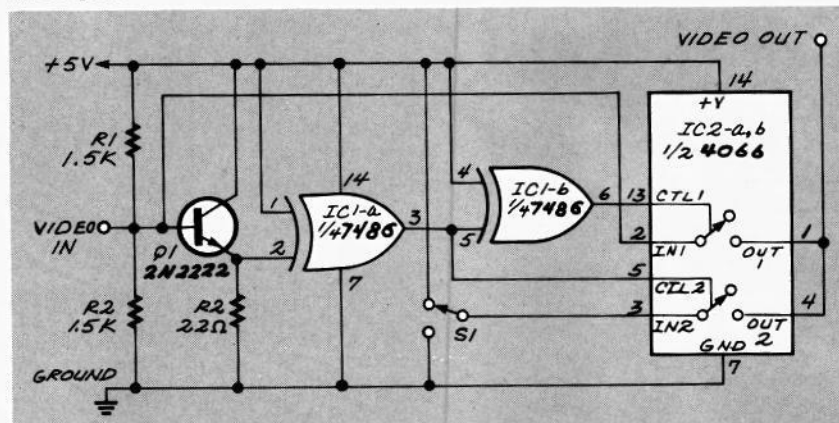 VIDEO OUT
+5V
14
+V
IC2-a,b
1/2 4066
R1
1.5K
14
4
IC1-b
1/4 7486
6
13
CTL1
1
IC1-a
1/4 7486
3
VIDEO
IN
Q1
2N2222
2
5
2
IN1
OUT
1
1
5
CTL2
7
R2
1.5K
R2
22Ω
S1
3
IN2
OUT
2
4
GND
7
GROUND